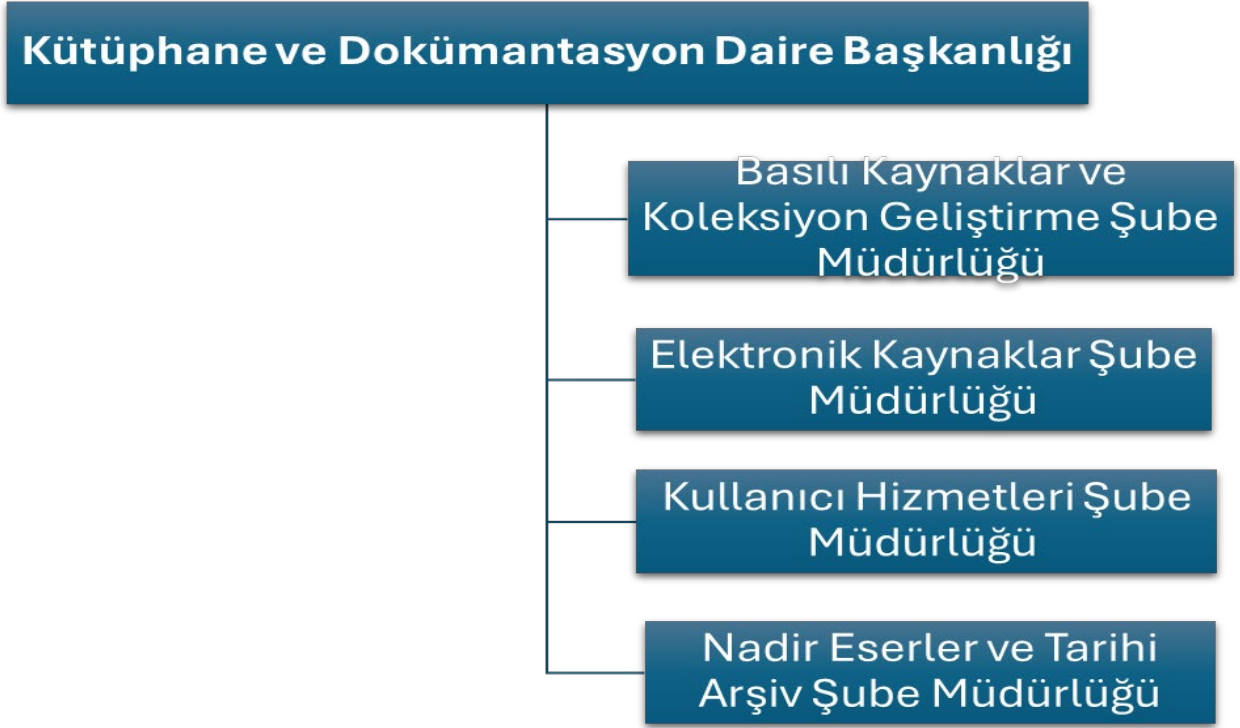 Kütüphane ve Dokümantasyon Daire Başkanlığı
Basılı Kaynaklar ve
Koleksiyon Geliştirme Şube
Müdürlüğü
Elektronik Kaynaklar Şube
Müdürlüğü
Kullanıcı Hizmetleri Şube
Müdürlüğü
Nadir Eserler ve Tarihi
Arşiv Şube Müdürlüğü